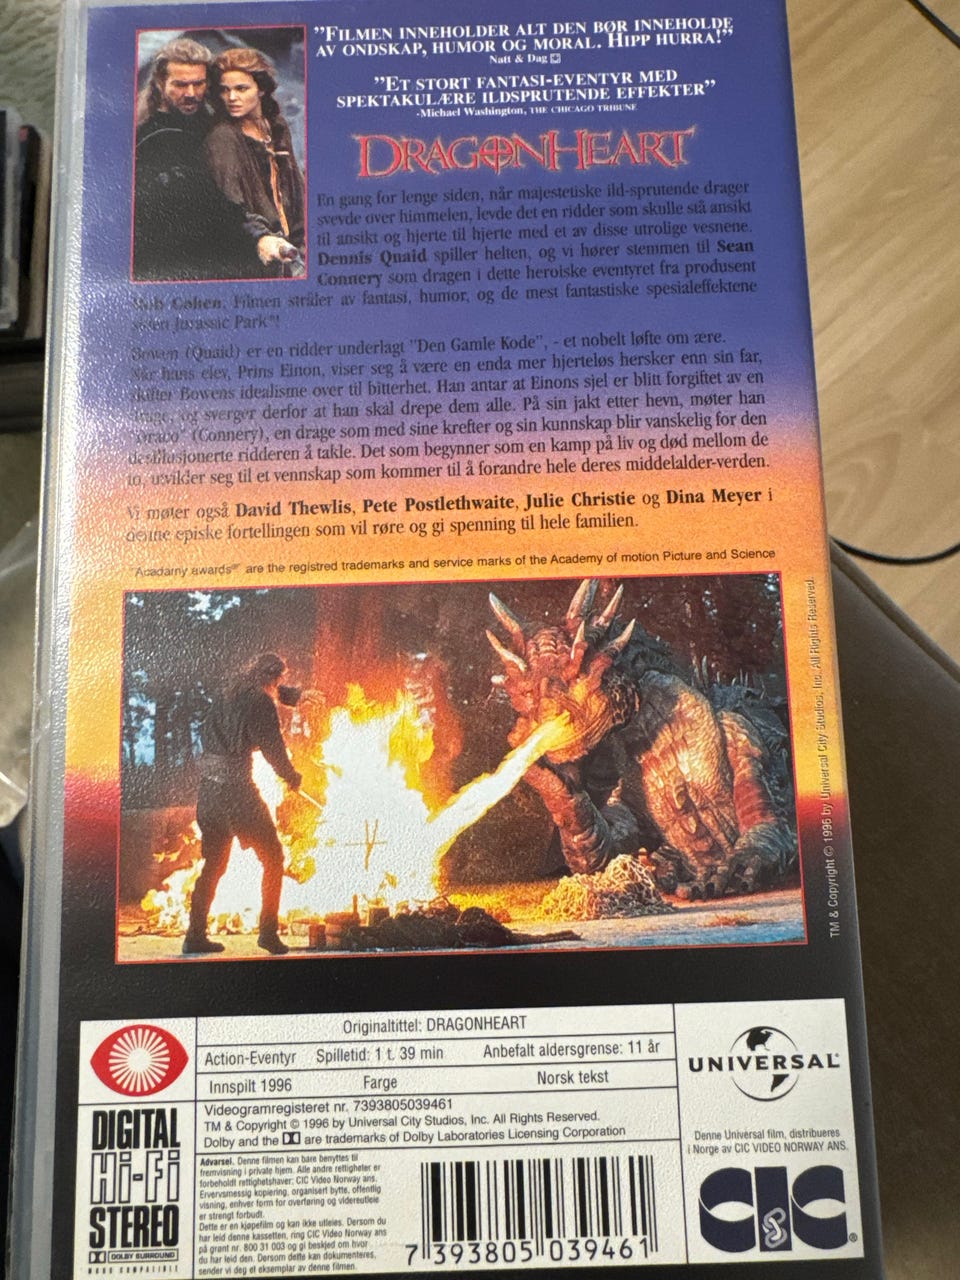 "FILMEN INNEHOLDER ALT DEN BØR INNEHOLDE
AV ONDSKAP, HUMOR OG MORAL. HIPP HURRA!"
Natt & Dag
"ET STORT FANTASI-EVENTYR MED
SPEKTAKULÆRE ILDSPRUTENDE EFFEKTER"
-Michael Washington, THE CHICAGO TRIBUNE
DRAGONHEART
En gang for lenge siden, når majestetiske ild-sprutende drager
svevde over himmelen, levde det en ridder som skulle stå ansikt
til ansikt og hjerte til hjerte med et av disse utrolige vesnene.
Dennis Quaid spiller helten, og vi hører stemmen til Sean
Connery som dragen i dette heroiske eventyret fra produsent
Rob Cohen. Filmen stråler av fantasi, humor, og de mest fantastiske spesialeffektene
siden Jurassic Park"!
Bowen (Quaid) er en ridder underlagt "Den Gamle Kode", - et nobelt løfte om ære.
Når hans elev, Prins Einon, viser seg å være en enda mer hjerteløs hersker enn sin far,
skifter Bowens idealisme over til bitterhet. Han antar at Einons sjel er blitt forgiftet av en
drage, og sverger derfor at han skal drepe dem alle. På sin jakt etter hevn, møter han
"Draco" (Connery), en drage som med sine krefter og sin kunnskap blir vanskelig for den
desillusjonerte ridderen å takle. Det som begynner som en kamp på liv og død mellom de
to, utvikler seg til et vennskap som kommer til å forandre hele deres middelalder-verden.
Vi møter også David Thewlis, Pete Postlethwaite, Julie Christie og Dina Meyer i
denne episke fortellingen som vil røre og gi spenning til hele familien.
"Acadamy awards®" are the registred trademarks and service marks of the Academy of motion Picture and Science
TM & Copyright © 1996 by Universal City Studios, Inc. All Rights Reserved.
Originaltittel: DRAGONHEART
Action-Eventyr Spilletid: 1 t. 39 min Anbefalt aldersgrense: 11 år
Innspilt 1996 Farge Norsk tekst
Videogramregisteret nr. 7393805039461
TM & Copyright © 1996 by Universal City Studios, Inc. All Rights Reserved.
Dolby and the DD are trademarks of Dolby Laboratories Licensing Corporation
DIGITAL
HI-FI
STEREO
DOLBY SURROUND
Advarsel. Denne filmen kan bare benyttes til
fremvisning i private hjem. Alle andre rettigheter er
forbeholdt rettighetshaver; CIC Video Norway ans.
Ervervsmessig kopiering, organisert bytte, offentlig
visning, enhver form for overføring og videreutleie
er strengt forbudt.
Dette er en kjøpefilm og kan ikke utleies. Dersom du
har leid denne kassetten, ring CIC Video Norway ans
på grønt nr. 800 31 003 og gi beskjed om hvor
du har leid den. Dersom dette kan dokumenteres,
sender vi deg et eksemplar av denne filmen.
7 393805 039461
UNIVERSAL
Denne Universal film, distribueres
i Norge av CIC VIDEO NORWAY ANS.
CIC